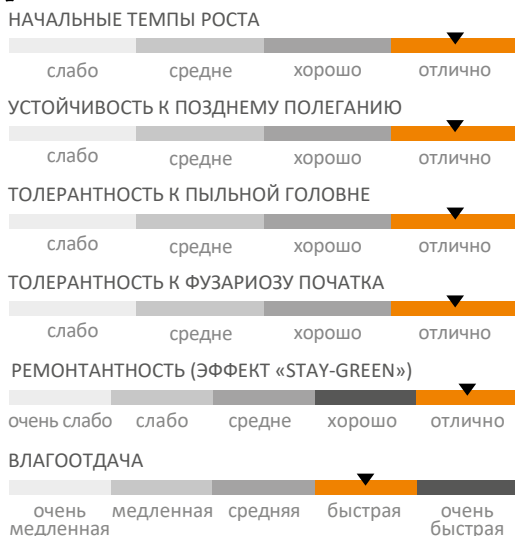 НАЧАЛЬНЫЕ ТЕМПЫ РОСТА
слабо средне хорошо отлично
УСТОЙЧИВОСТЬ К ПОЗДНЕМУ ПОЛЕГАНИЮ
слабо средне хорошо отлично
ТОЛЕРАНТНОСТЬ К ПЫЛЬНОЙ ГОЛОВНЕ
слабо средне хорошо отлично
ТОЛЕРАНТНОСТЬ К ФУЗАРИОЗУ ПОЧАТКА
слабо средне хорошо отлично
РЕМОНТАНТНОСТЬ (ЭФФЕКТ «STAY-GREEN»)
очень слабо слабо средне хорошо отлично
ВЛАГООТДАЧА
очень медленная средняя быстрая очень
медленная быстрая